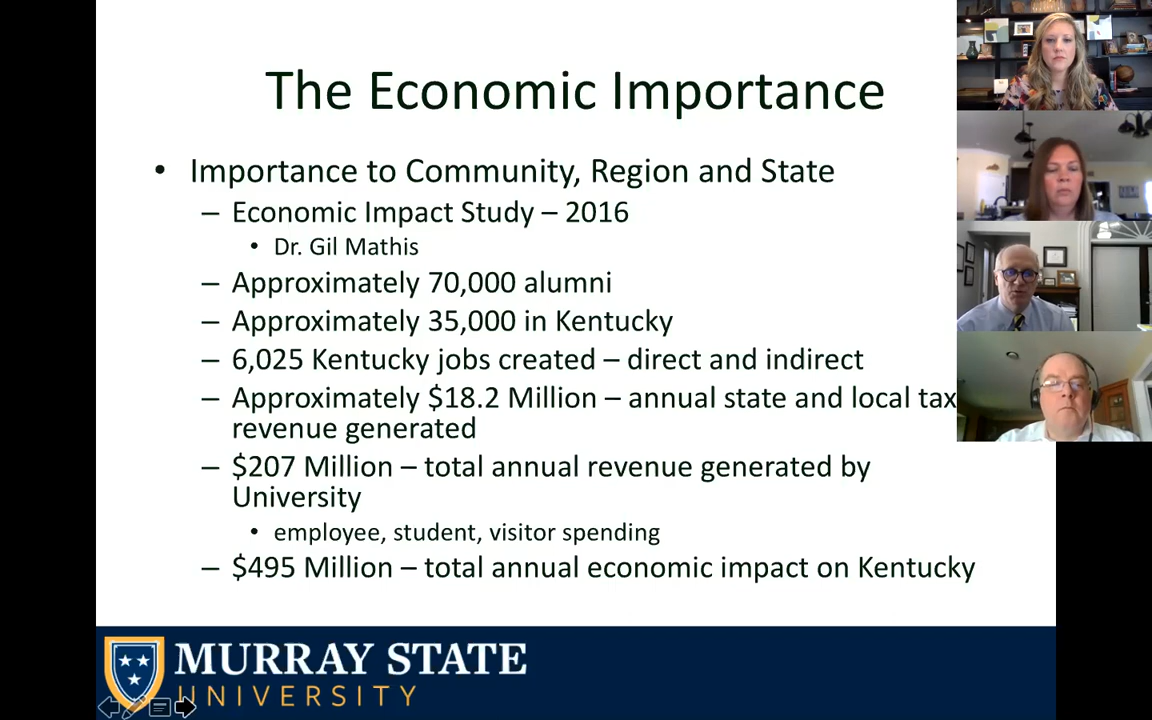 The Economic Importance
• Importance to Community, Region and State
– Economic Impact Study – 2016
• Dr. Gil Mathis
– Approximately 70,000 alumni
– Approximately 35,000 in Kentucky
– 6,025 Kentucky jobs created – direct and indirect
– Approximately $18.2 Million – annual state and local tax
revenue generated
– $207 Million – total annual revenue generated by
University
• employee, student, visitor spending
– $495 Million – total annual economic impact on Kentucky
MURRAY STATE
UNIVERSITY